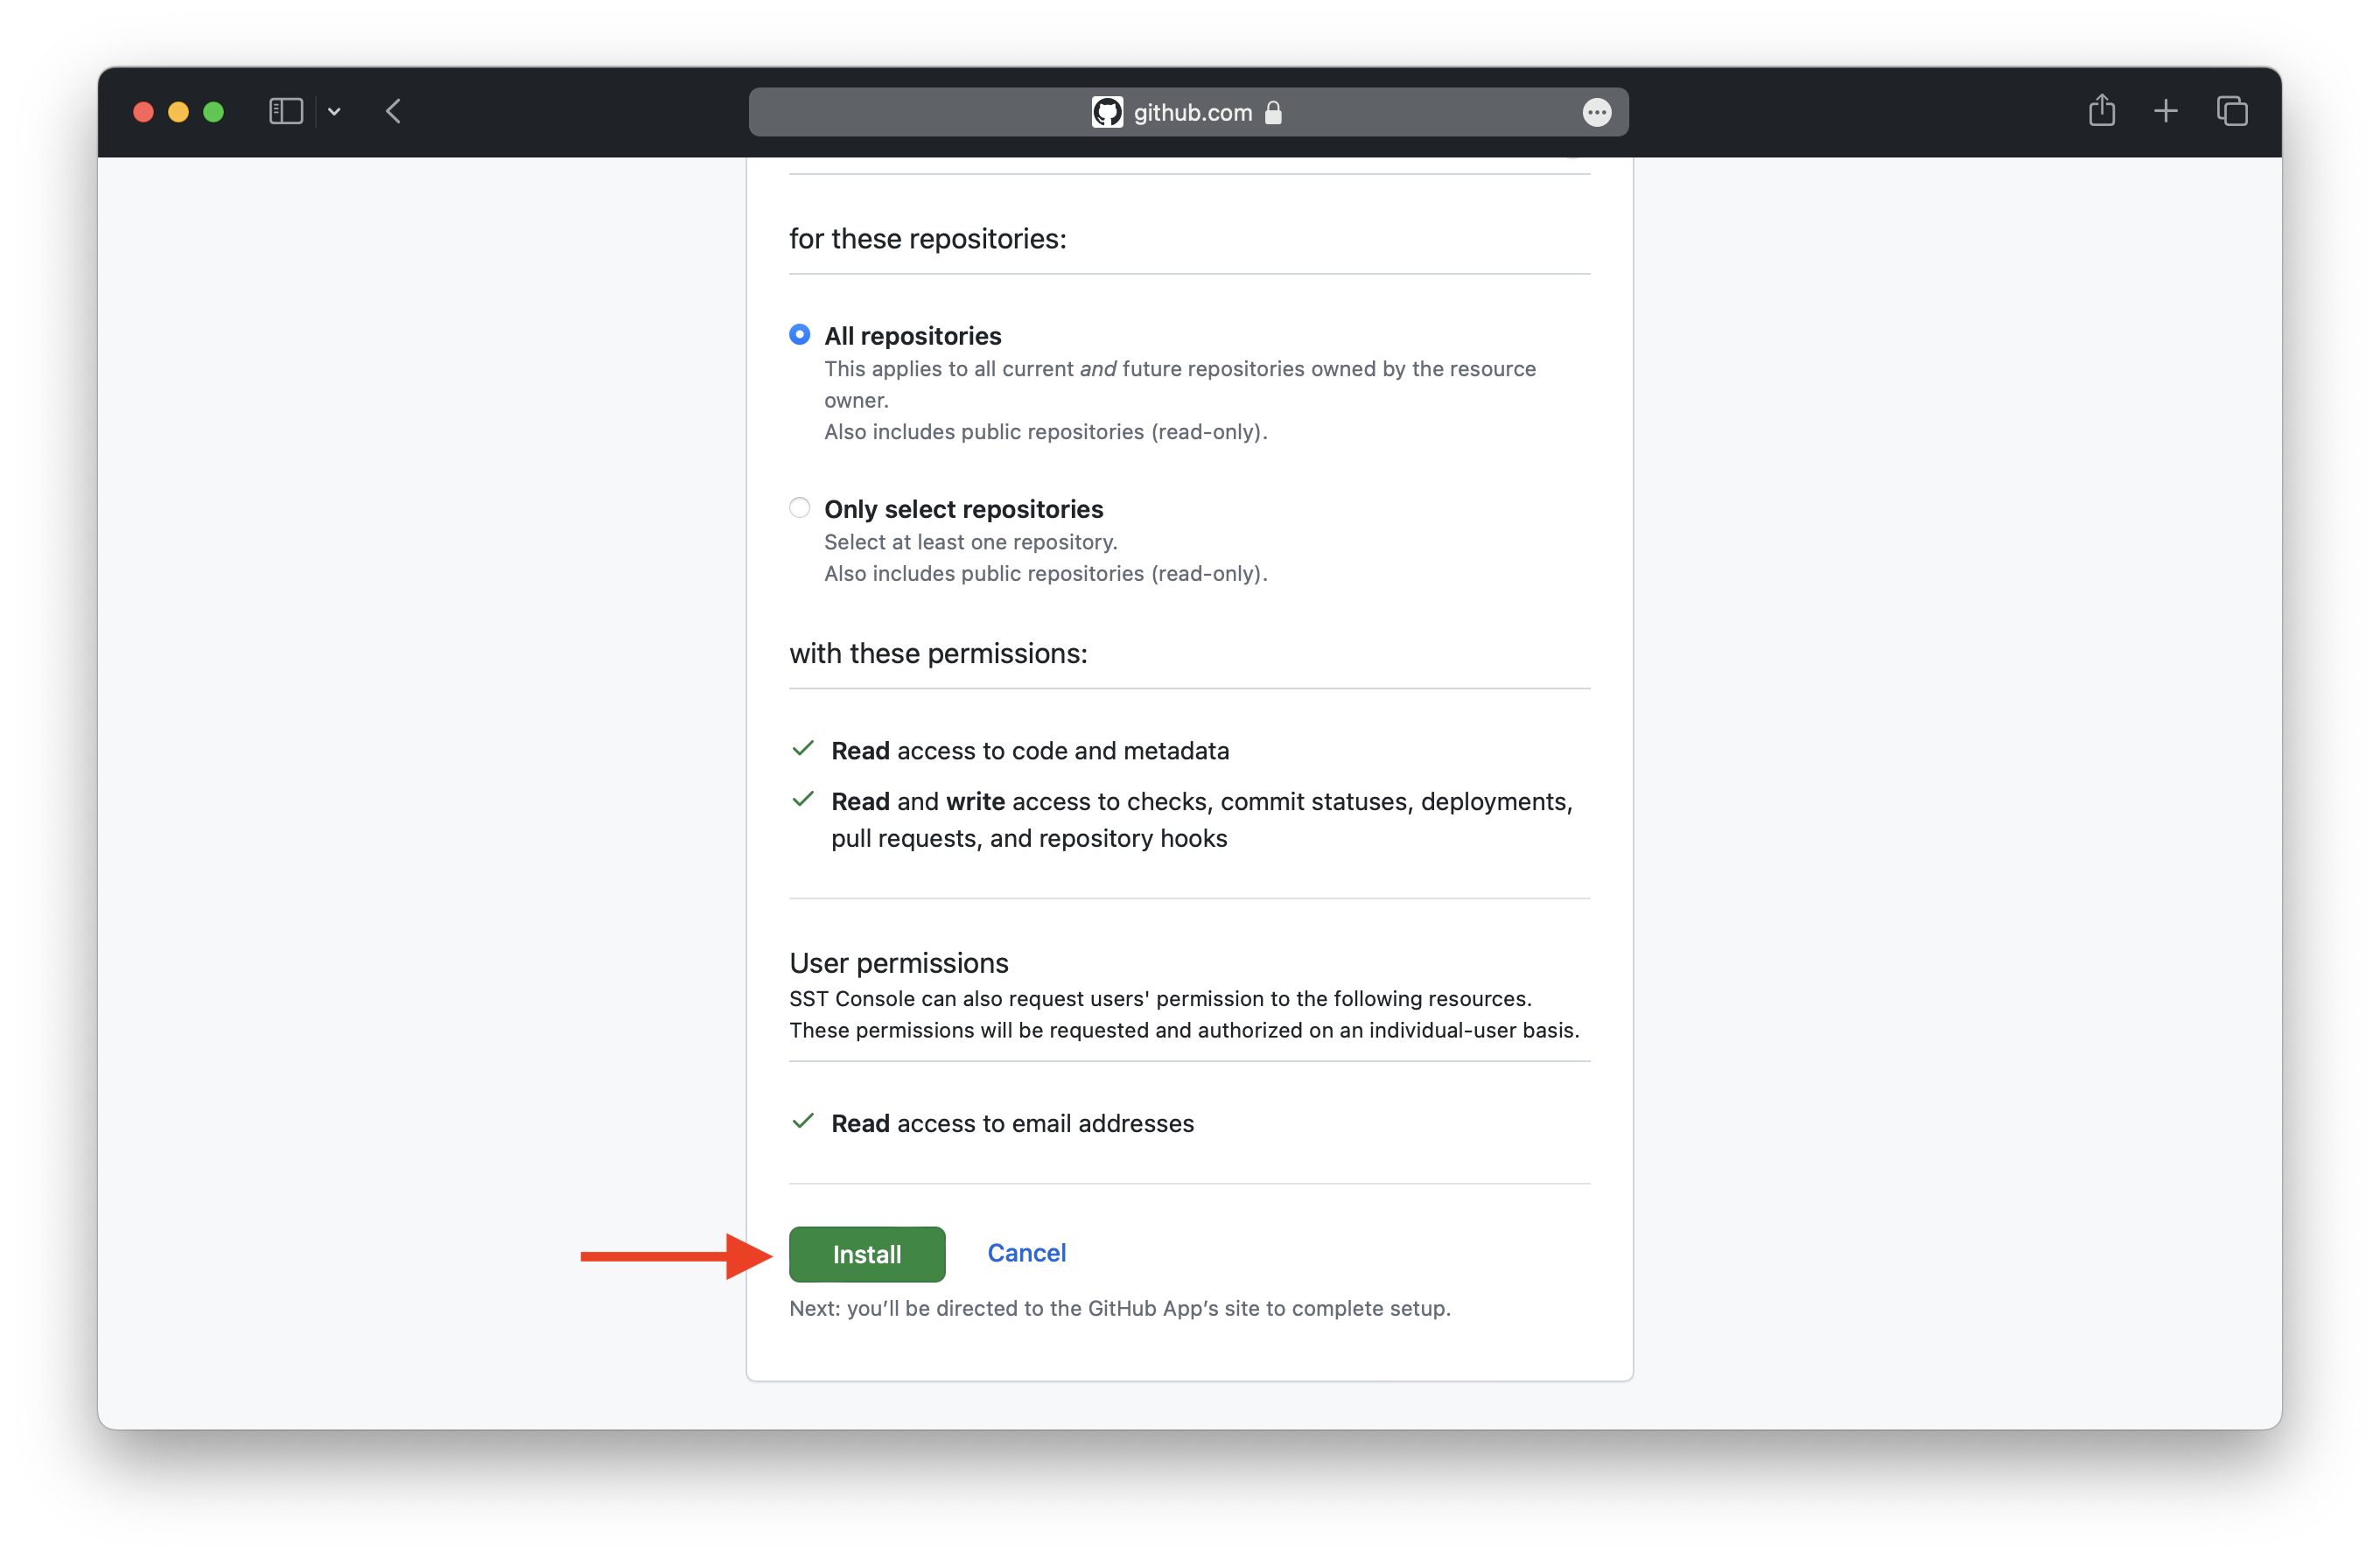 github.com
for these repositories:
All repositories
This applies to all current and future repositories owned by the resource
owner.
Also includes public repositories (read-only).
Only select repositories
Select at least one repository.
Also includes public repositories (read-only).
with these permissions:
Read access to code and metadata
Read and write access to checks, commit statuses, deployments,
pull requests, and repository hooks
User permissions
SST Console can also request users' permission to the following resources.
These permissions will be requested and authorized on an individual-user basis.
Read access to email addresses
Install Cancel
Next: you’ll be directed to the GitHub App’s site to complete setup.